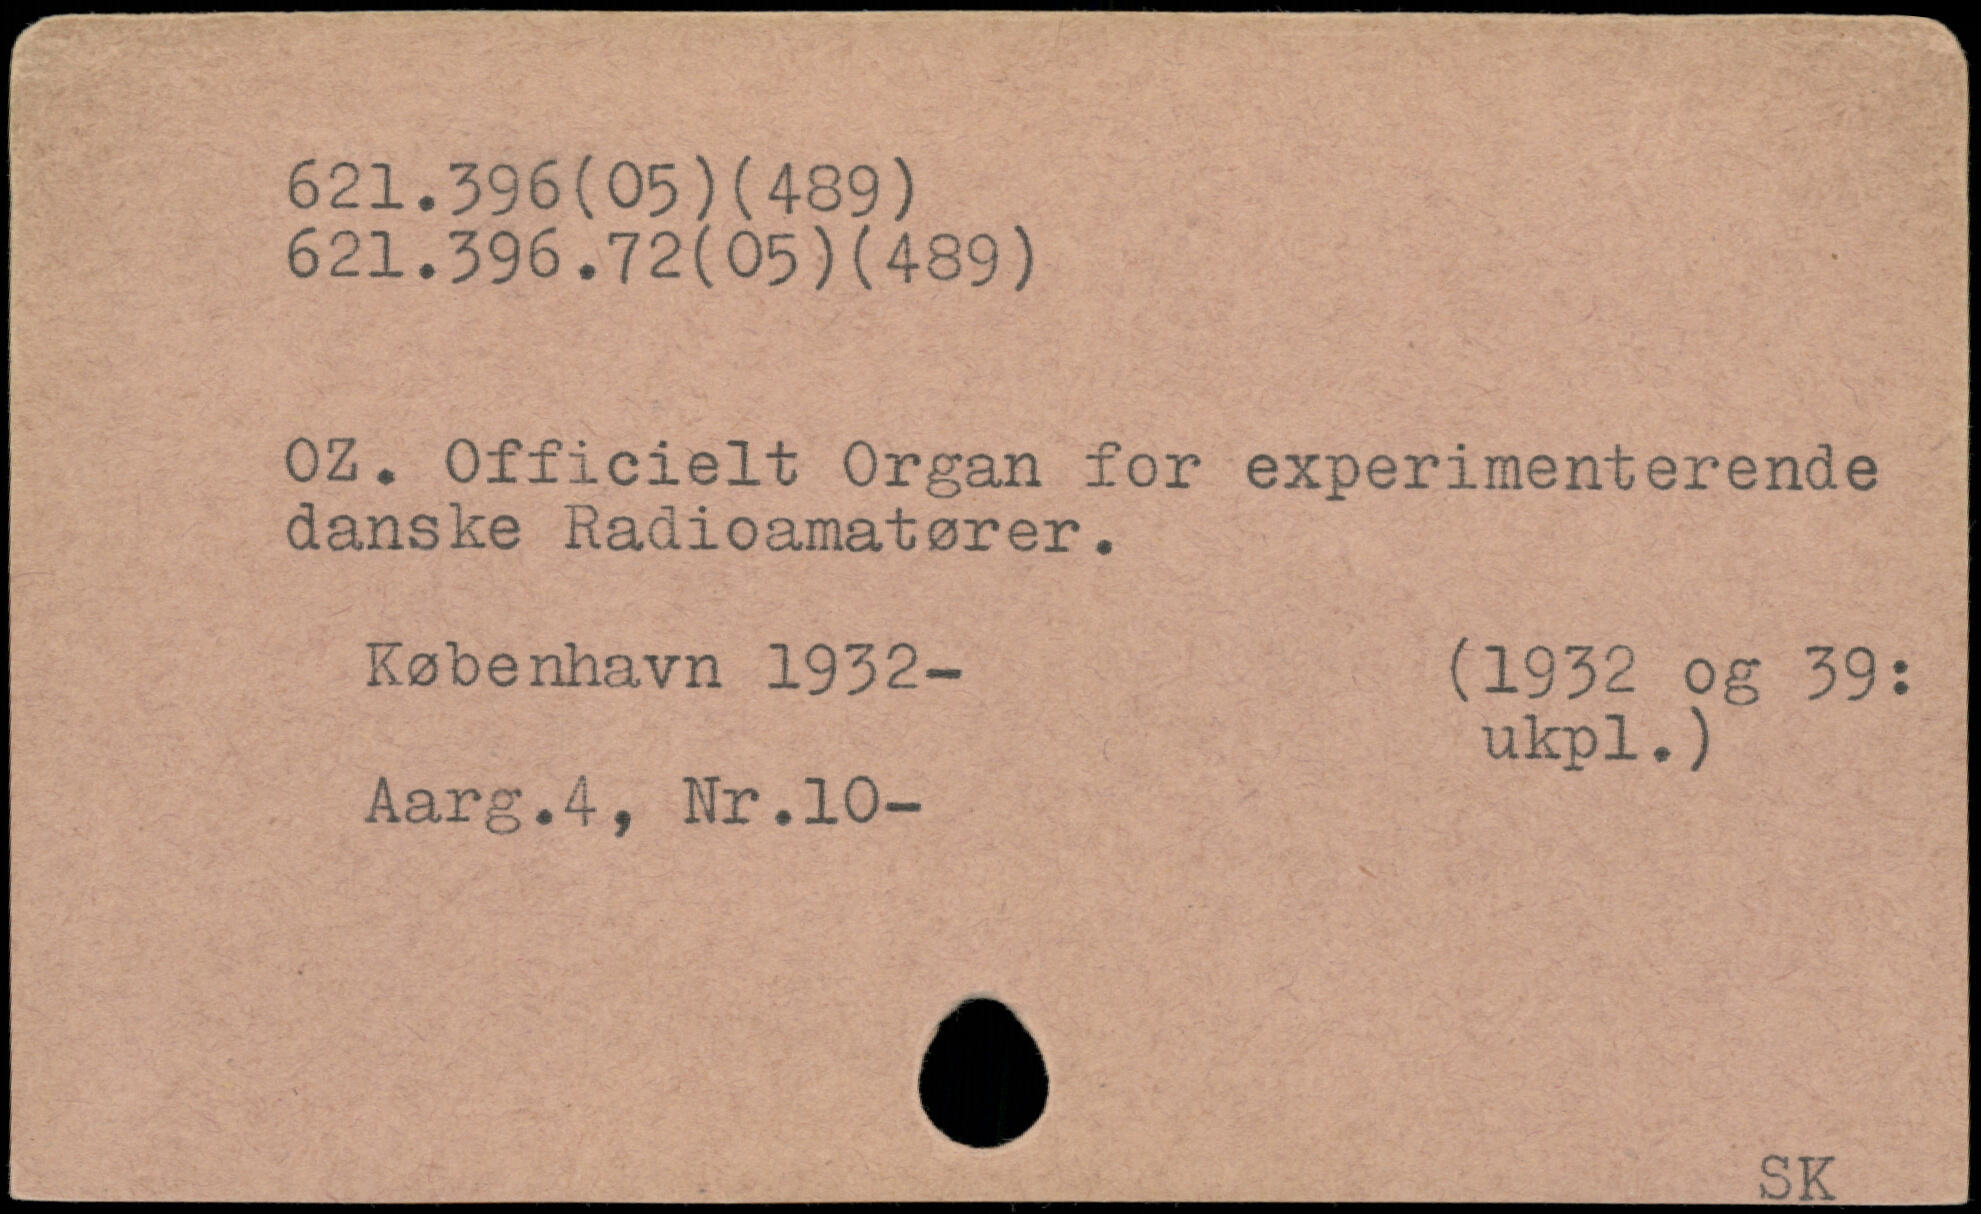 621.396(05)(489)
621.396.72(05)(489)
OZ. Officielt Organ for experimenterende
danske Radioamatører.
København 1932-
(1932 og 39:
ukpl.)
Aarg.4, Nr.10-
SK